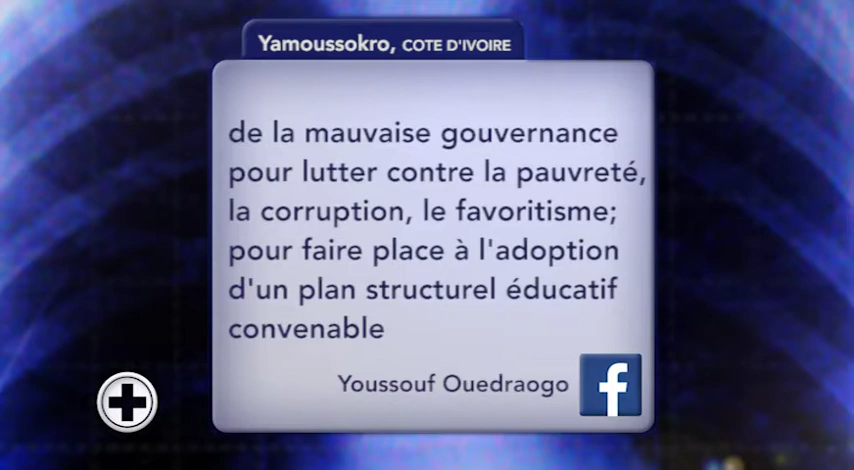 Yamoussokro, COTE D'IVOIRE
de la mauvaise gouvernance
pour lutter contre la pauvreté,
la corruption, le favoritisme;
pour faire place à l'adoption
d'un plan structurel éducatif
convenable
Youssouf Ouedraogo